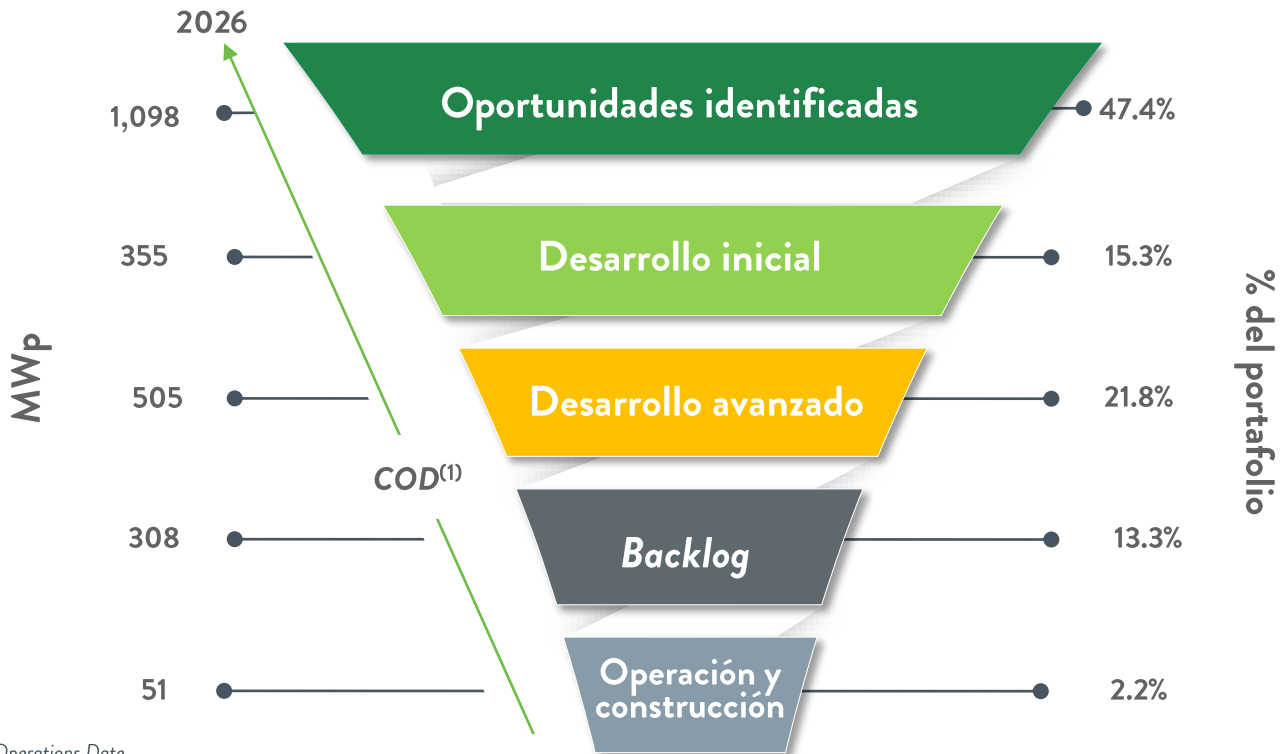 2026
1,098
Oportunidades identificadas
47.4%
355
Desarrollo inicial
15.3%
MWp
505
Desarrollo avanzado
21.8%
% del portafolio
COD(1)
308
Backlog
13.3%
51
Operación y
construcción
2.2%
Operations Date